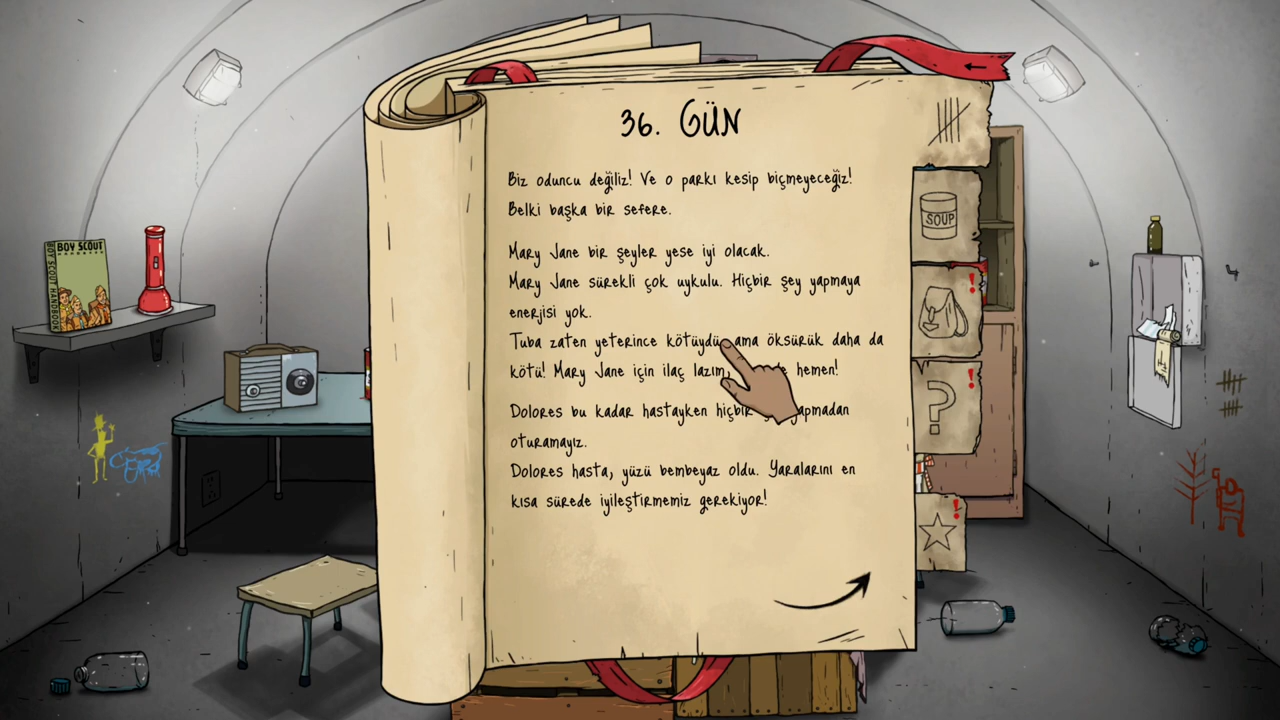 36. GÜN
Biz oduncu değiliz! Ve o parkı kesip biçmeyeceğiz!
Belki başka bir sefere.
Mary Jane bir şeyler yese iyi olacak.
Mary Jane sürekli çok uykulu. Hiçbir şey yapmaya
enerjisi yok.
Tuba zaten yeterince kötüydü, ama öksürük daha da
kötü! Mary Jane için ilaç lazım, hemen!
Dolores bu kadar hastayken hiçbir yapmadan
oturamayız.
Dolores hasta, yüzü bembeyaz oldu. Yaralarını en
kısa sürede iyileştirmemiz gerekiyor!
SOUP
!
!
?
!
BOY SCOUT
BOY SCOUT HANDBOOK